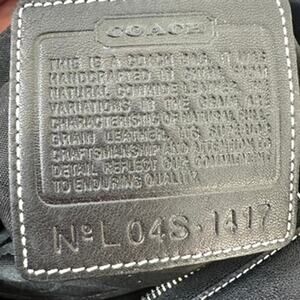 COACH
THIS IS A COACH BAG. IT WAS
HANDCRAFTED IN CHINA FROM
NATURAL COWHIDE LEATHER. THE
VARIATIONS IN THE GRAIN ARE
CHARACTERISTIC OF NATURAL FULL
GRAIN LEATHER. ITS SUPERB
CRAFTSMANSHIP AND ATTENTION TO
DETAIL REFLECT OUR COMMITMENT
TO ENDURING QUALITY.
Nº L04S-1417